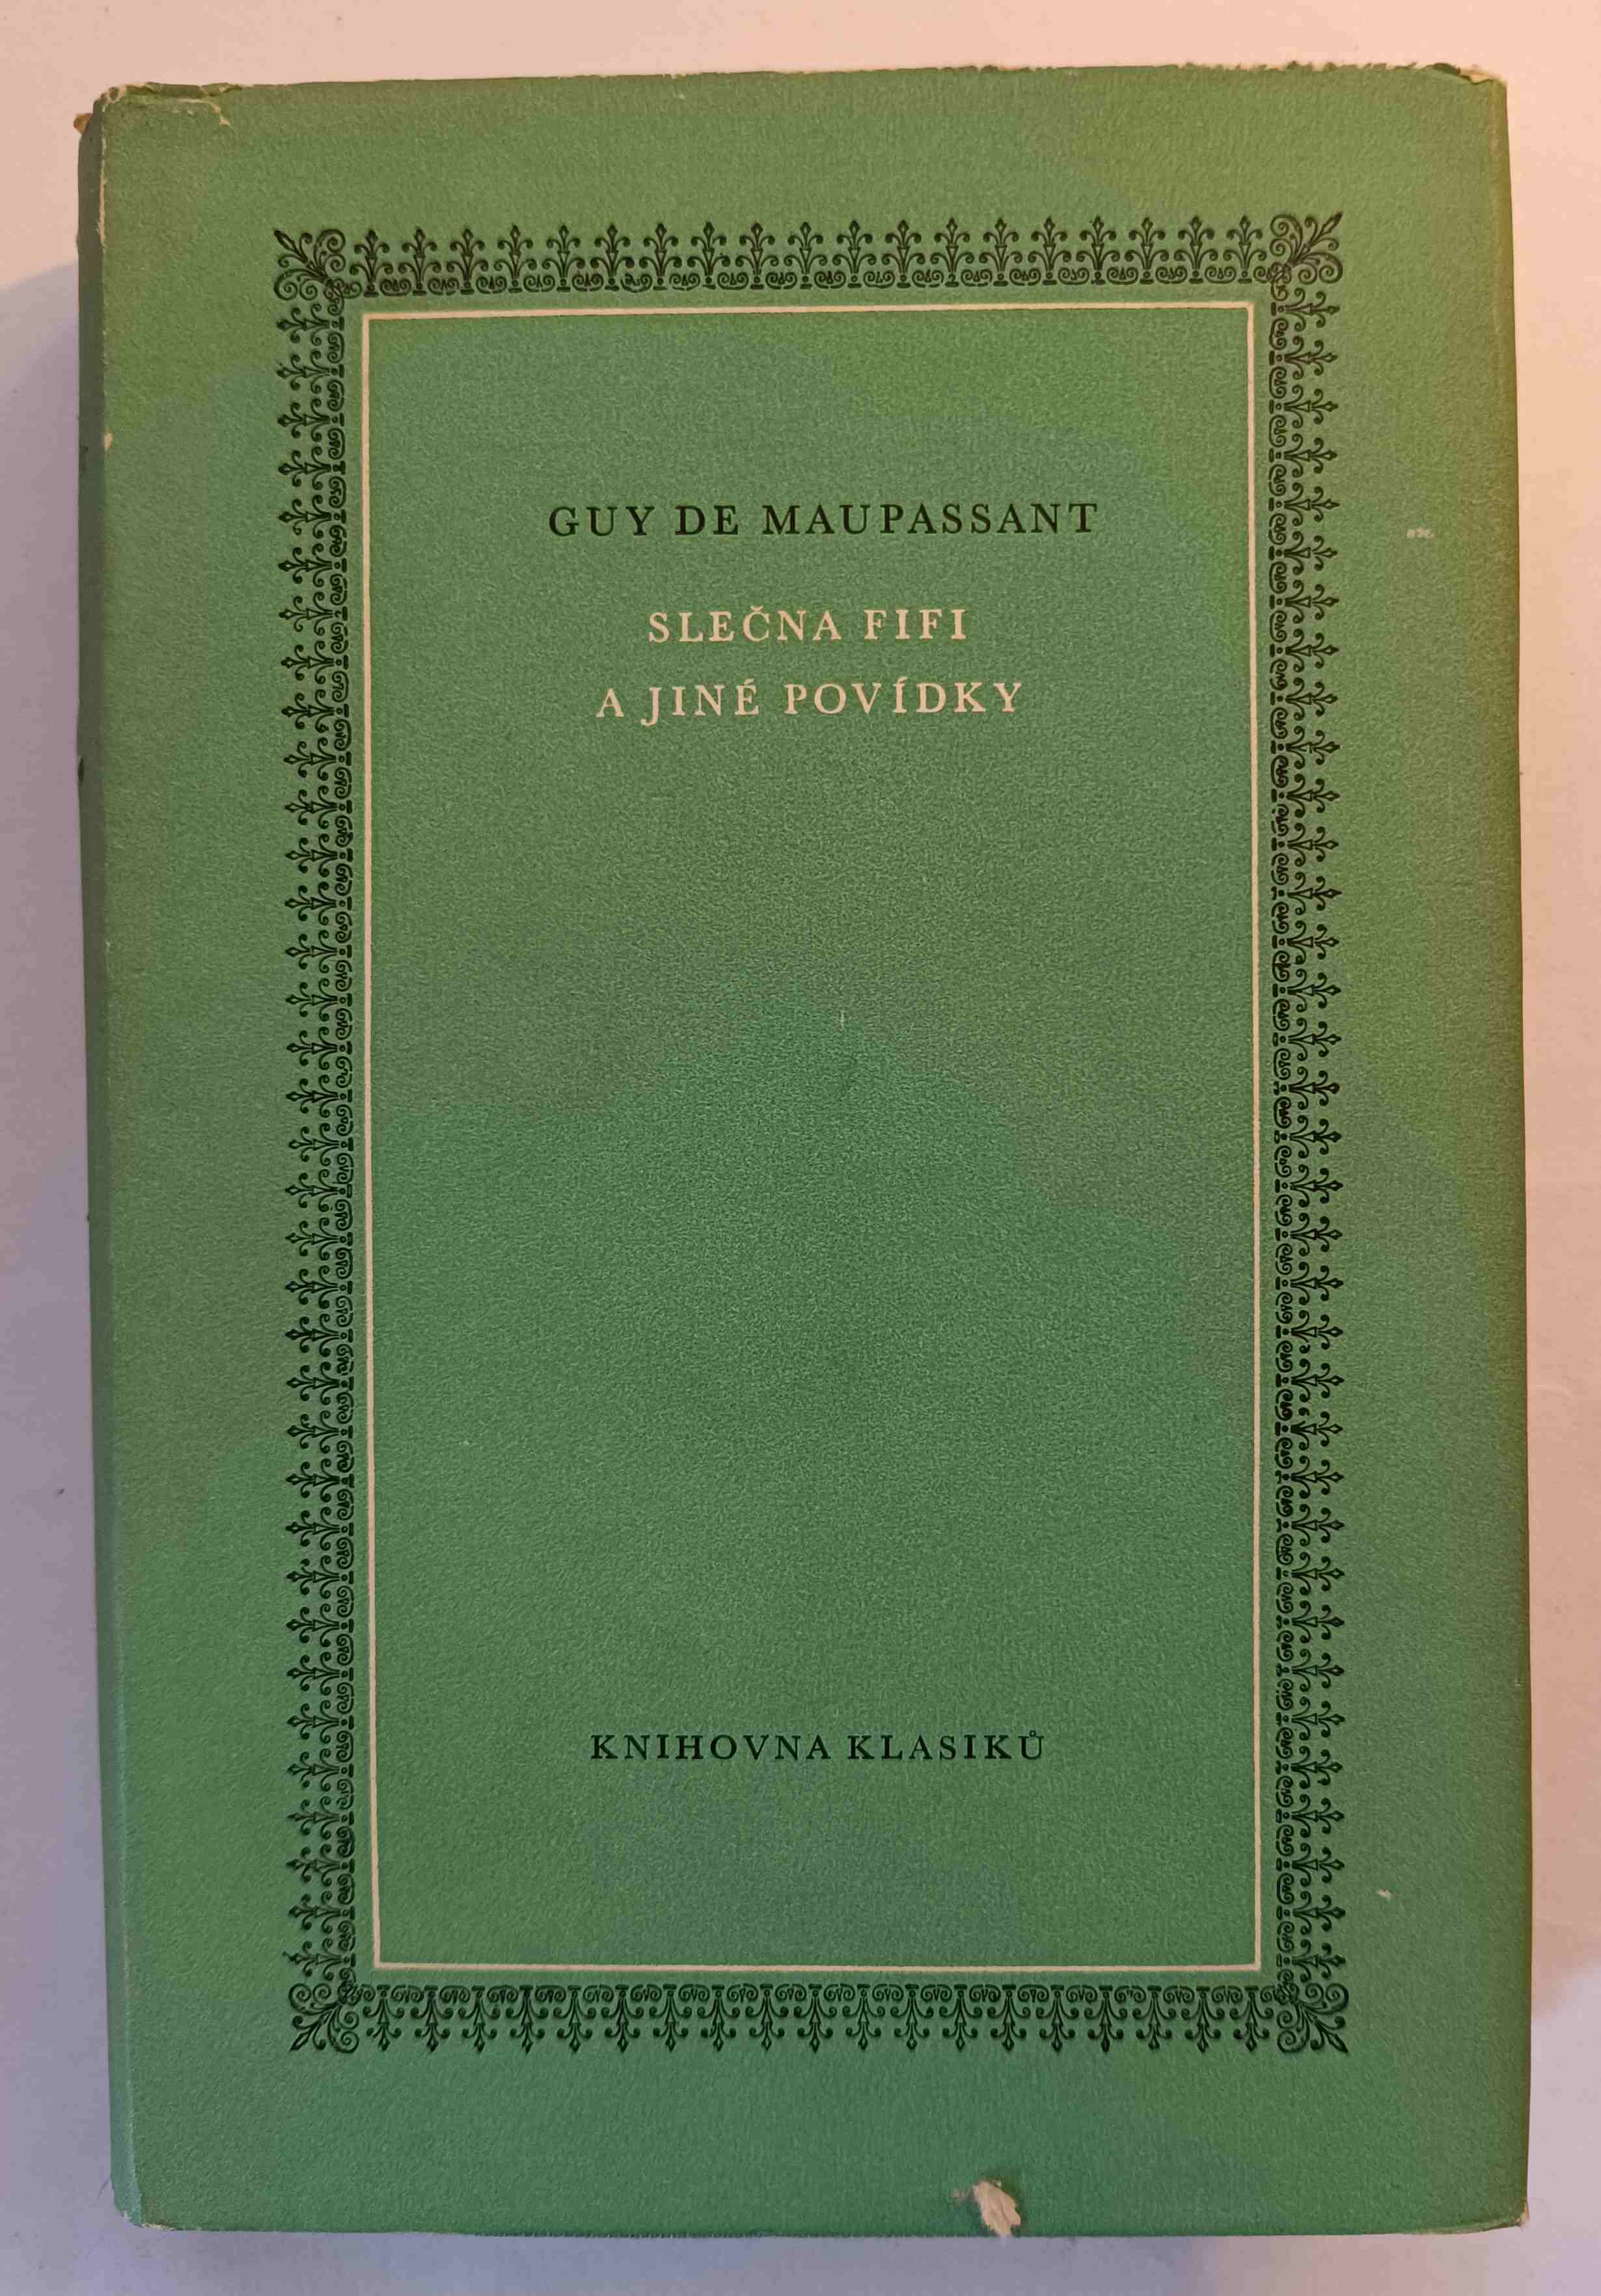 GUY DE MAUPASSANT
SLEČNA FIFI
A JINÉ POVÍDKY
KNIHOVNA KLASIKŮ